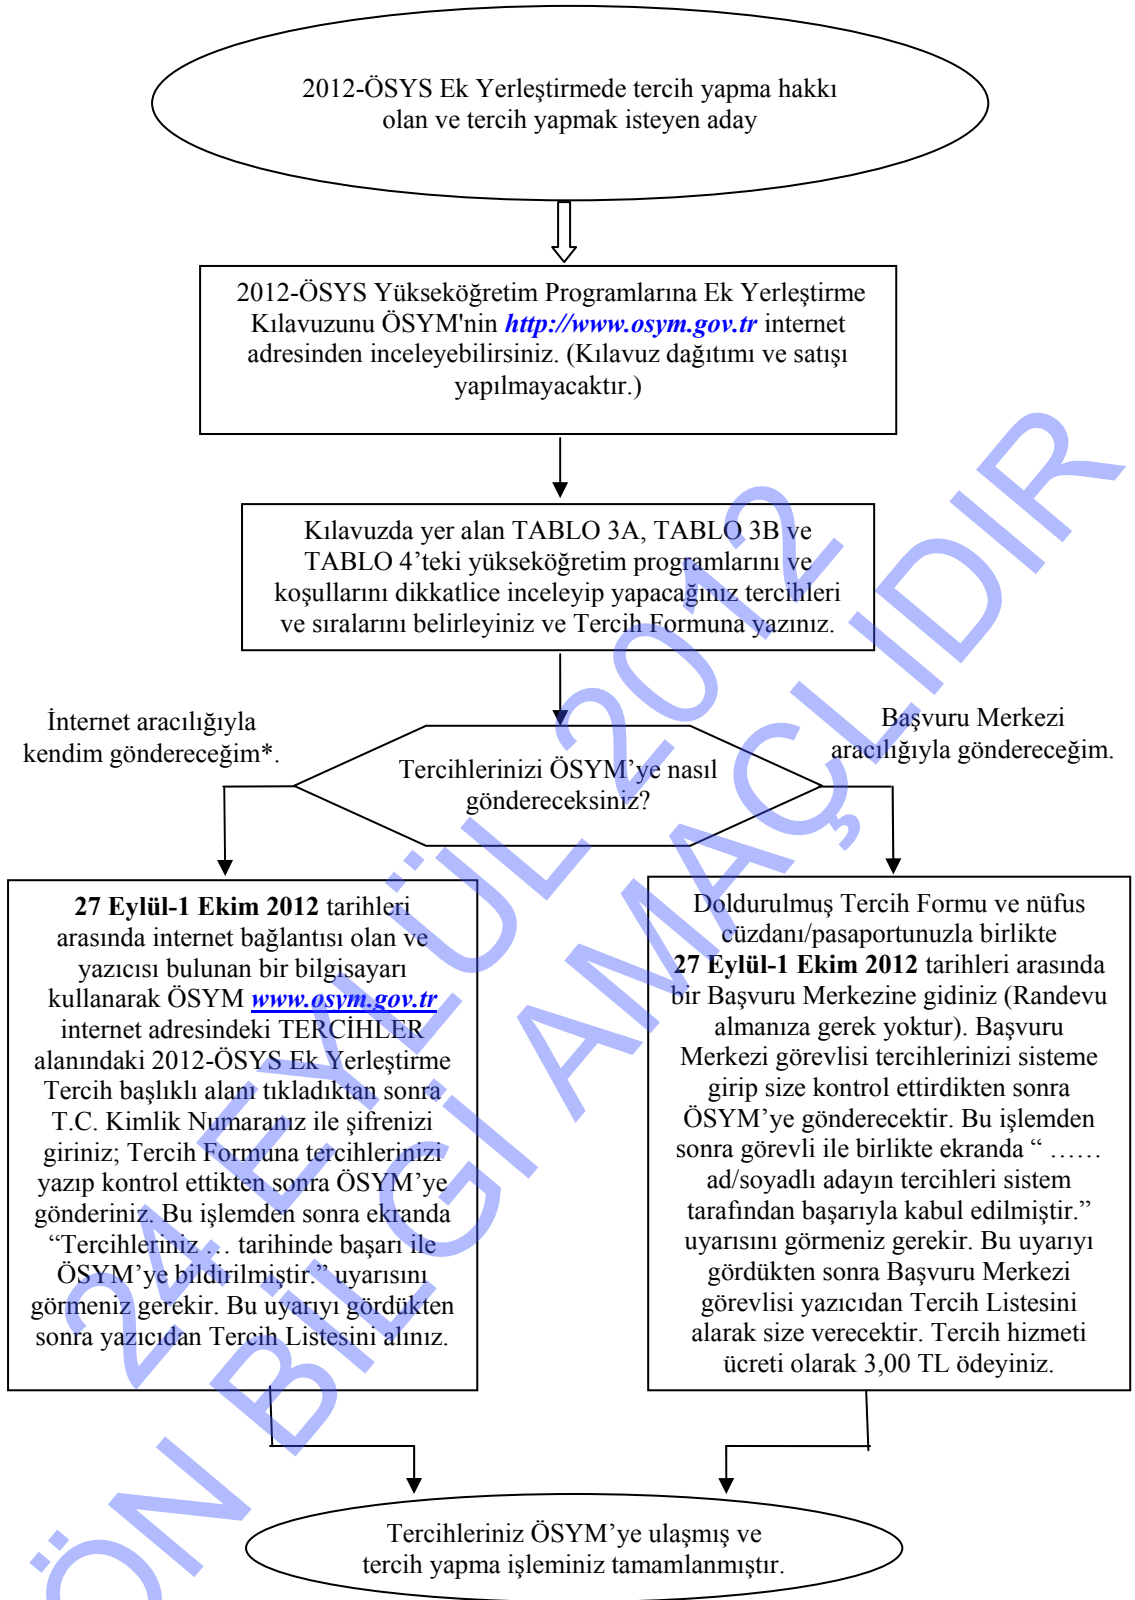 2012-ÖSYS Ek Yerleştirmede tercih yapma hakkı
olan ve tercih yapmak isteyen aday
2012-ÖSYS Yükseköğretim Programlarına Ek Yerleştirme
Kılavuzunu ÖSYM'nin http://www.osym.gov.tr internet
adresinden inceleyebilirsiniz. (Kılavuz dağıtımı ve satışı
yapılmayacaktır.)
Kılavuzda yer alan TABLO 3A, TABLO 3B ve
TABLO 4’teki yükseköğretim programlarını ve
koşullarını dikkatlice inceleyip yapacağınız tercihleri
ve sıralarını belirleyiniz ve Tercih Formuna yazınız.
İnternet aracılığıyla
kendim göndereceğim*.
Başvuru Merkezi
aracılığıyla göndereceğim.
Tercihlerinizi ÖSYM’ye nasıl
göndereceksiniz?
27 Eylül-1 Ekim 2012 tarihleri
arasında internet bağlantısı olan ve
yazıcısı bulunan bir bilgisayarı
kullanarak ÖSYM www.osym.gov.tr
internet adresindeki TERCİHLER
alanındaki 2012-ÖSYS Ek Yerleştirme
Tercih başlıklı alanı tıkladıktan sonra
T.C. Kimlik Numaranız ile şifrenizi
giriniz; Tercih Formuna tercihlerinizi
yazıp kontrol ettikten sonra ÖSYM’ye
gönderiniz. Bu işlemden sonra ekranda
“Tercihleriniz … tarihinde başarı ile
ÖSYM’ye bildirilmiştir.” uyarısını
görmeniz gerekir. Bu uyarıyı gördükten
sonra yazıcıdan Tercih Listesini alınız.
Doldurulmuş Tercih Formu ve nüfus
cüzdanı/pasaportunuzla birlikte
27 Eylül-1 Ekim 2012 tarihleri arasında
bir Başvuru Merkezine gidiniz (Randevu
almanıza gerek yoktur). Başvuru
Merkezi görevlisi tercihlerinizi sisteme
girip size kontrol ettirdikten sonra
ÖSYM’ye gönderecektir. Bu işlemden
sonra görevli ile birlikte ekranda “ ……
ad/soyadlı adayın tercihleri sistem
tarafından başarıyla kabul edilmiştir.”
uyarısını görmeniz gerekir. Bu uyarıyı
gördükten sonra Başvuru Merkezi
görevlisi yazıcıdan Tercih Listesini
alarak size verecektir. Tercih hizmeti
ücreti olarak 3,00 TL ödeyiniz.
Tercihleriniz ÖSYM’ye ulaşmış ve
tercih yapma işleminiz tamamlanmıştır.
24 EYLÜL 2012
ÖN BİLGİ AMAÇLIDIR